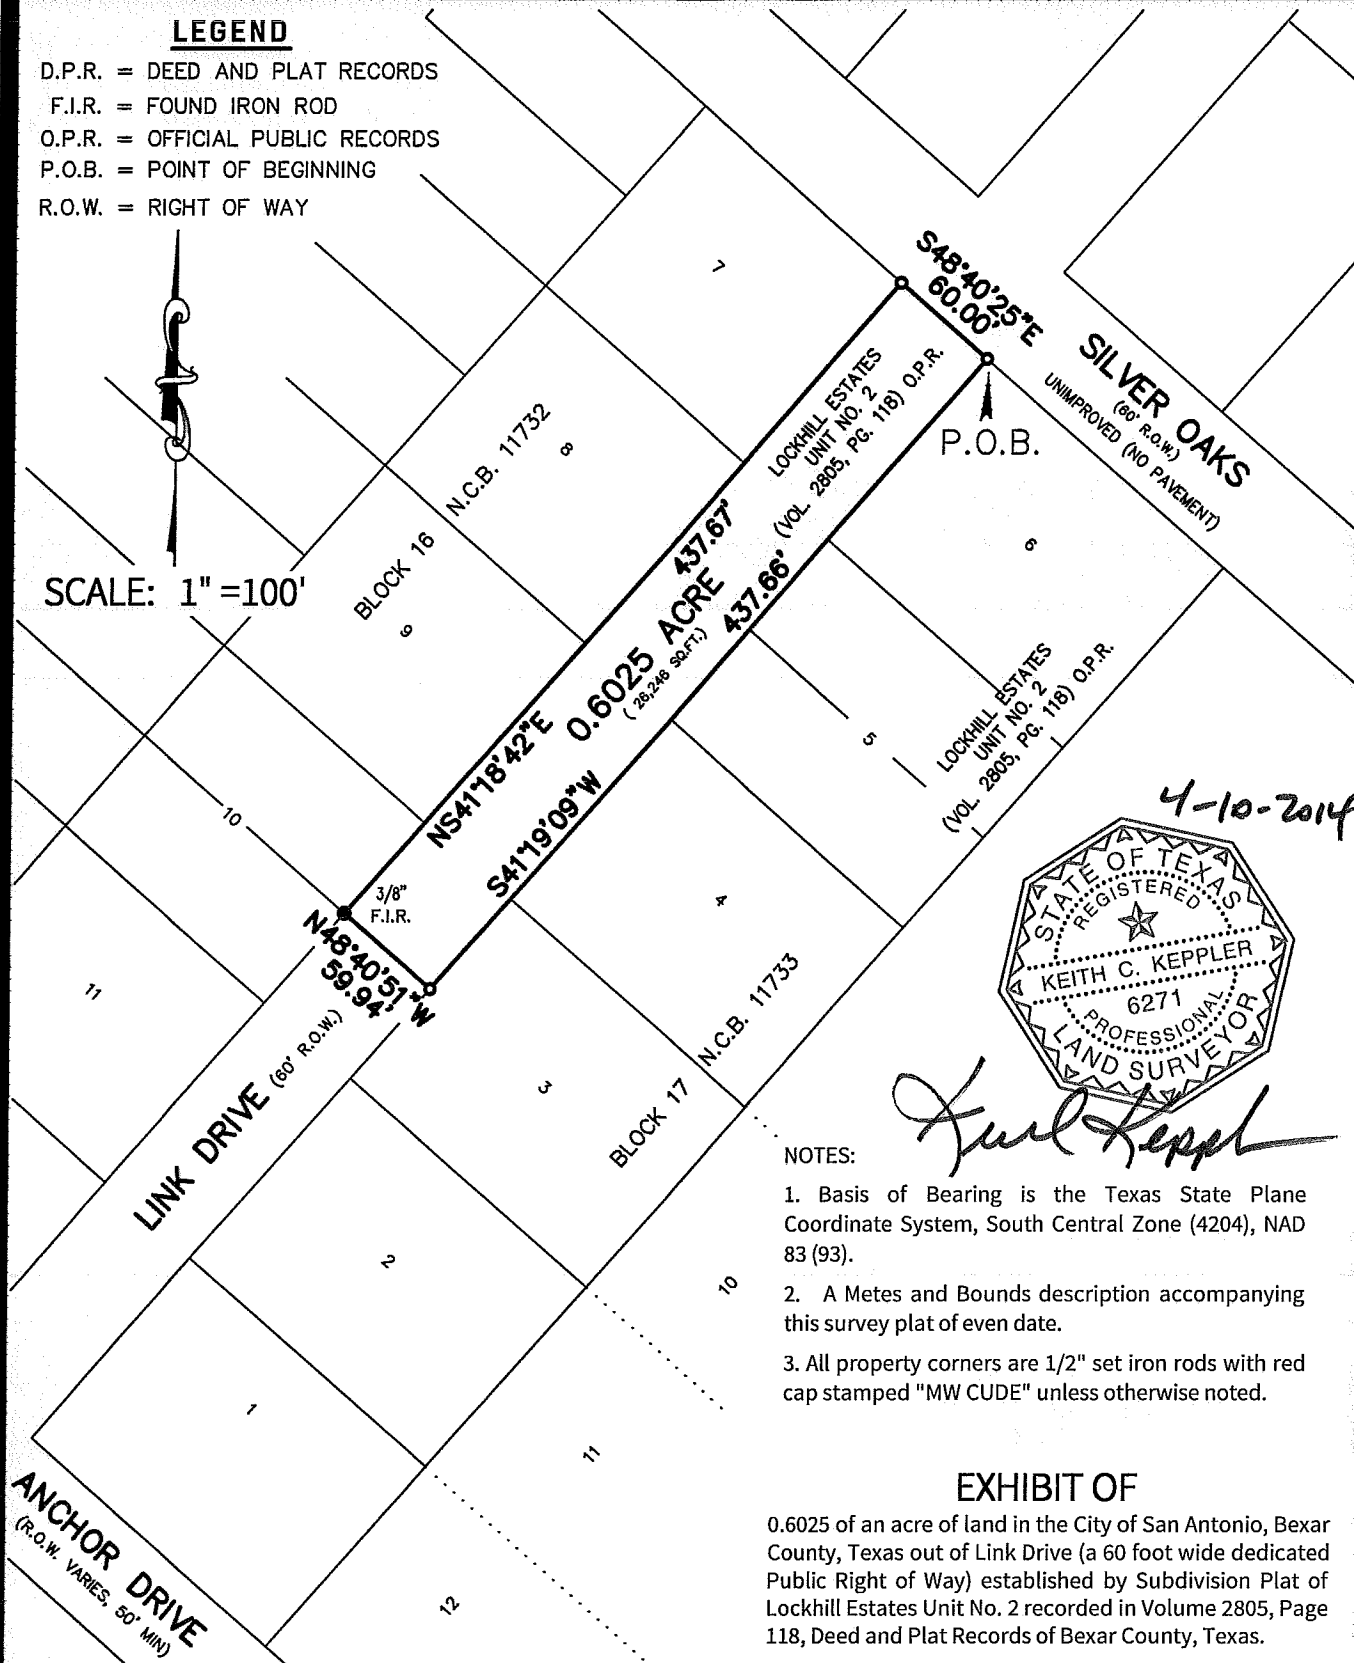 LEGEND
D.P.R. = DEED AND PLAT RECORDS
F.I.R. = FOUND IRON ROD
O.P.R. = OFFICIAL PUBLIC RECORDS
P.O.B. = POINT OF BEGINNING
R.O.W. = RIGHT OF WAY
SCALE: 1" =100'
7
S48°40'25"E
60.00'
SILVER OAKS
(60' R.O.W.)
UNIMPROVED (NO PAVEMENT)
P.O.B.
LOCKHILL ESTATES
UNIT NO. 2
(VOL. 2805, PG. 118) O.P.R.
N.C.B. 11732
8
BLOCK 16
9
437.67'
0.6025 ACRE
( 26,246 SQ.FT.)
437.66'
NS41°18'42"E
S41°19'09"W
6
5
LOCKHILL ESTATES
UNIT NO. 2
(VOL. 2805, PG. 118) O.P.R.
10
3/8"
F.I.R.
N48°40'51"W
59.94'
11
4
LINK DRIVE (60' R.O.W.)
3
BLOCK 17
N.C.B. 11733
2
10
1
11
12
ANCHOR DRIVE
(R.O.W. VARIES, 50' MIN)
4-10-2014
STATE OF TEXAS
REGISTERED
KEITH C. KEPPLER
6271
PROFESSIONAL
LAND SURVEYOR
NOTES:
1. Basis of Bearing is the Texas State Plane
Coordinate System, South Central Zone (4204), NAD
83 (93).
2. A Metes and Bounds description accompanying
this survey plat of even date.
3. All property corners are 1/2" set iron rods with red
cap stamped "MW CUDE" unless otherwise noted.
EXHIBIT OF
0.6025 of an acre of land in the City of San Antonio, Bexar
County, Texas out of Link Drive (a 60 foot wide dedicated
Public Right of Way) established by Subdivision Plat of
Lockhill Estates Unit No. 2 recorded in Volume 2805, Page
118, Deed and Plat Records of Bexar County, Texas.